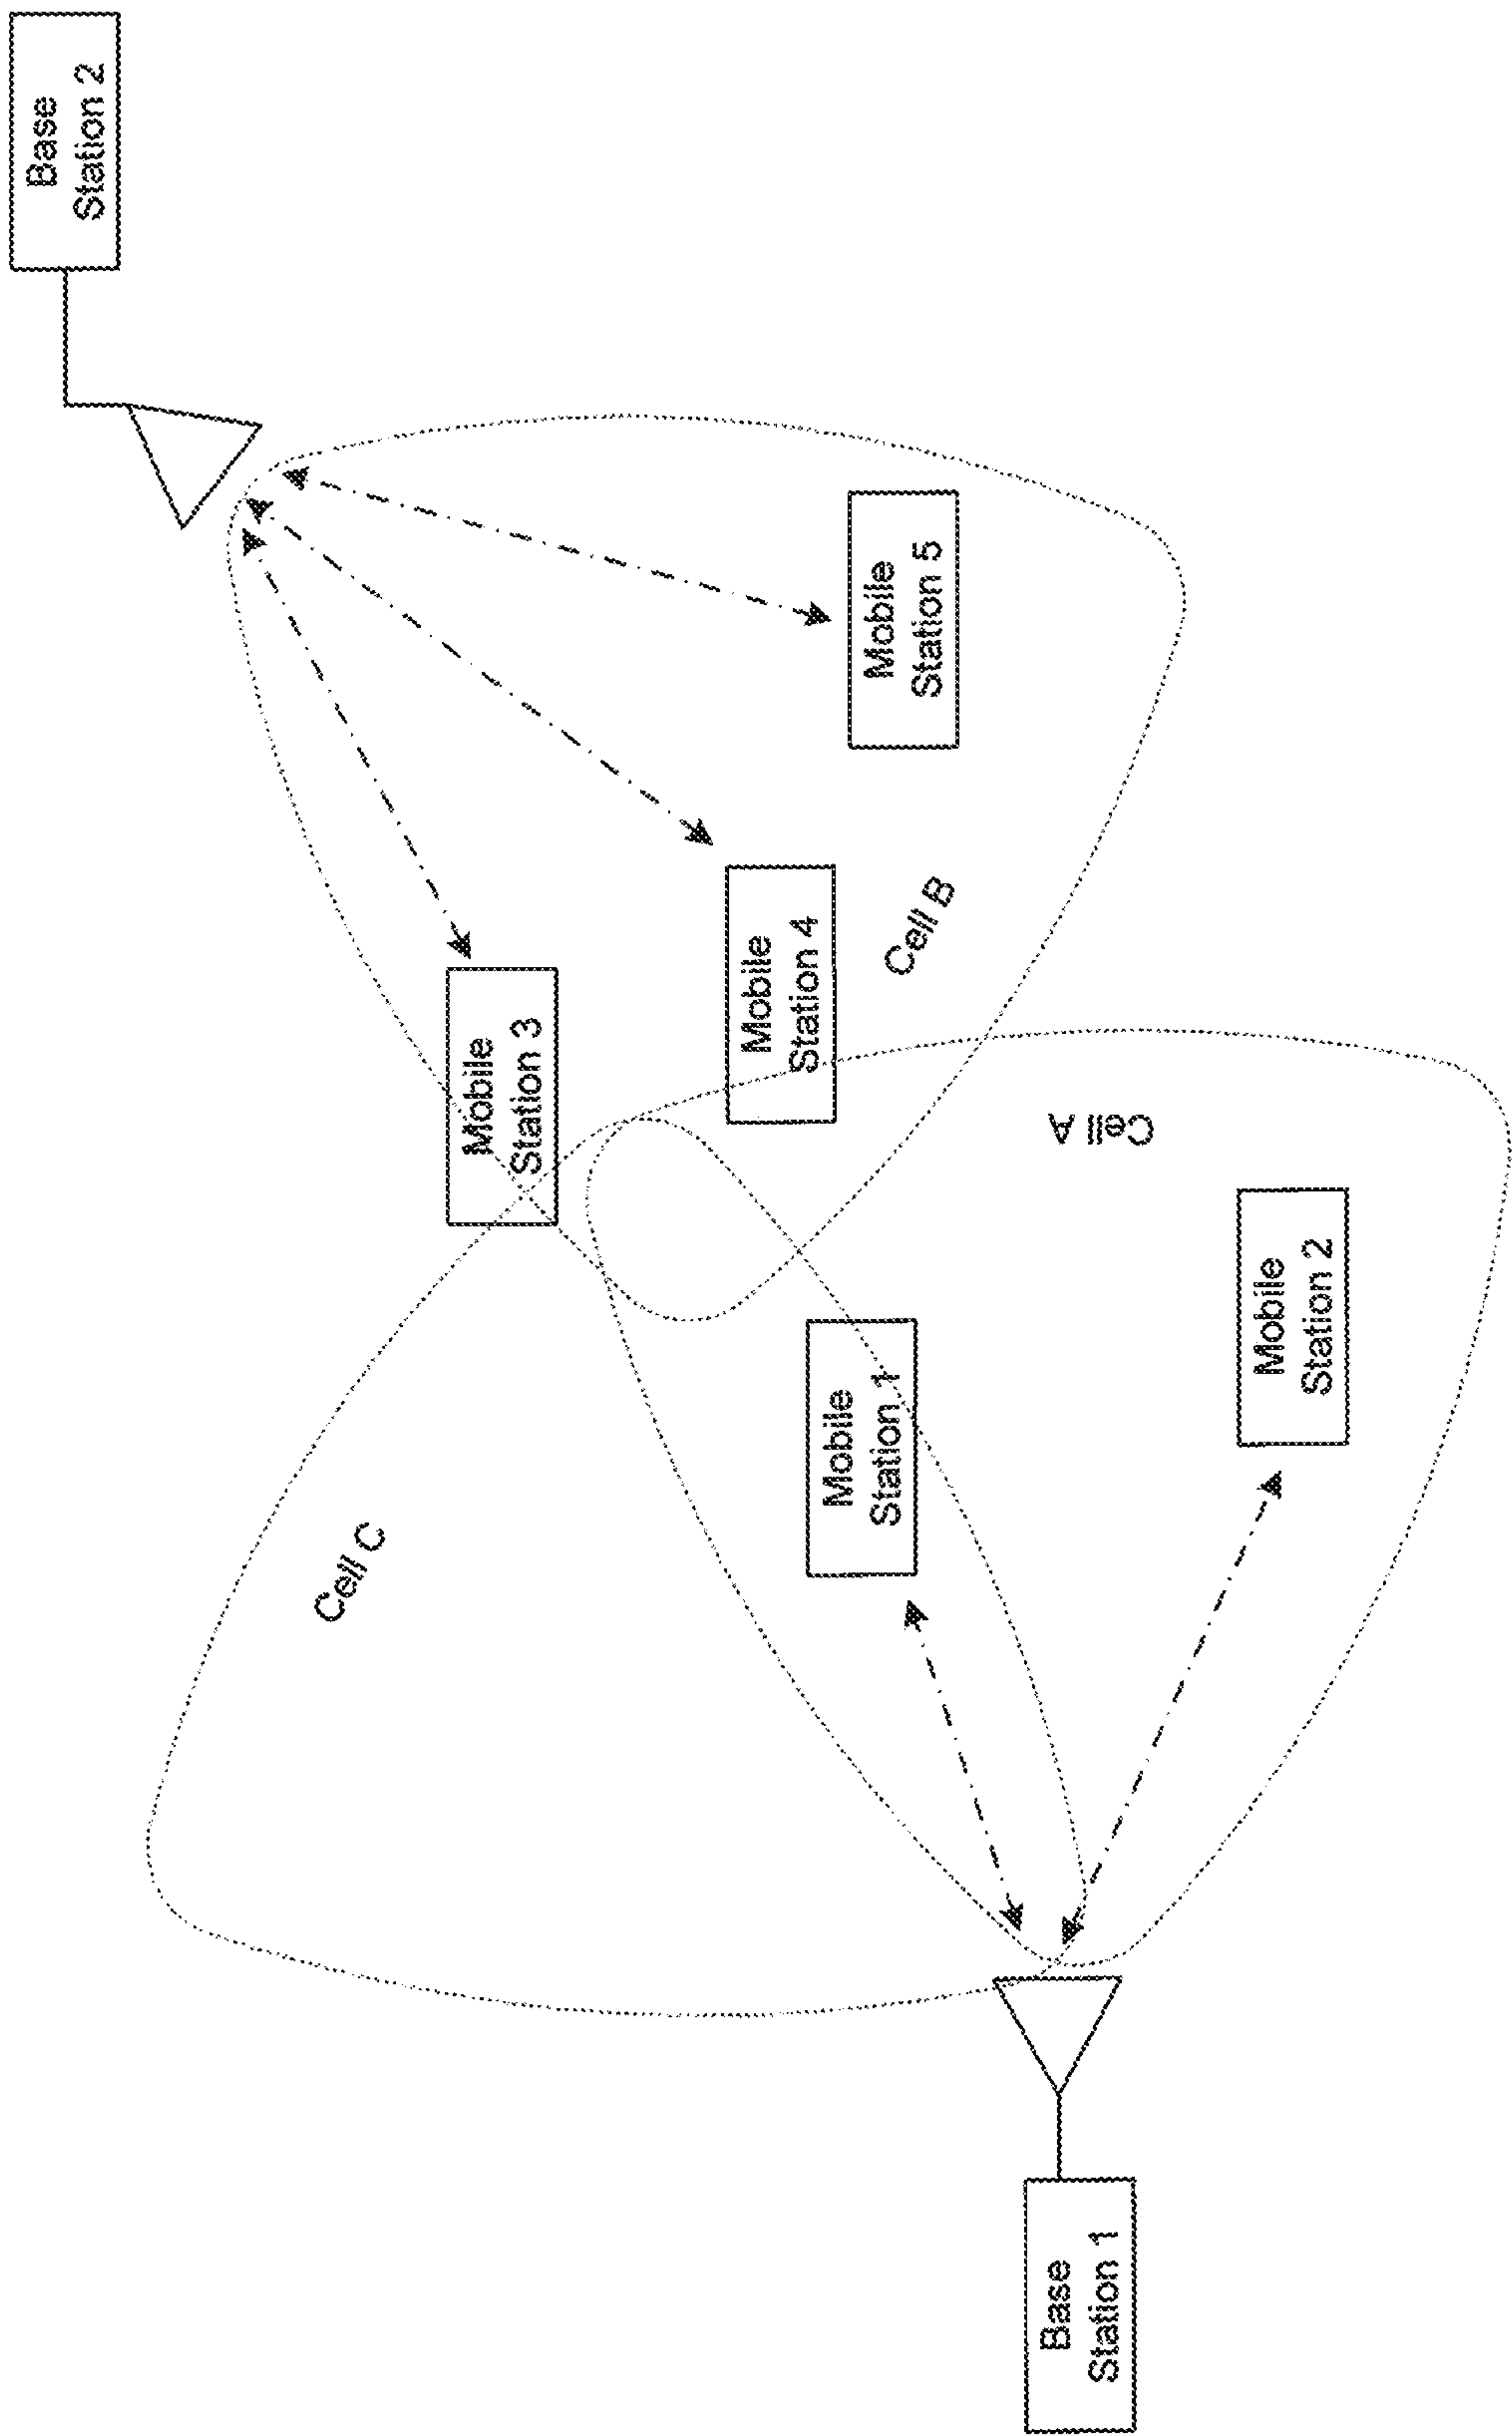 Base
Station 1
Cell C
Mobile
Station 1
Mobile
Station 2
Cell A
Mobile
Station 3
Mobile
Station 4
Cell B
Mobile
Station 5
Base
Station 2